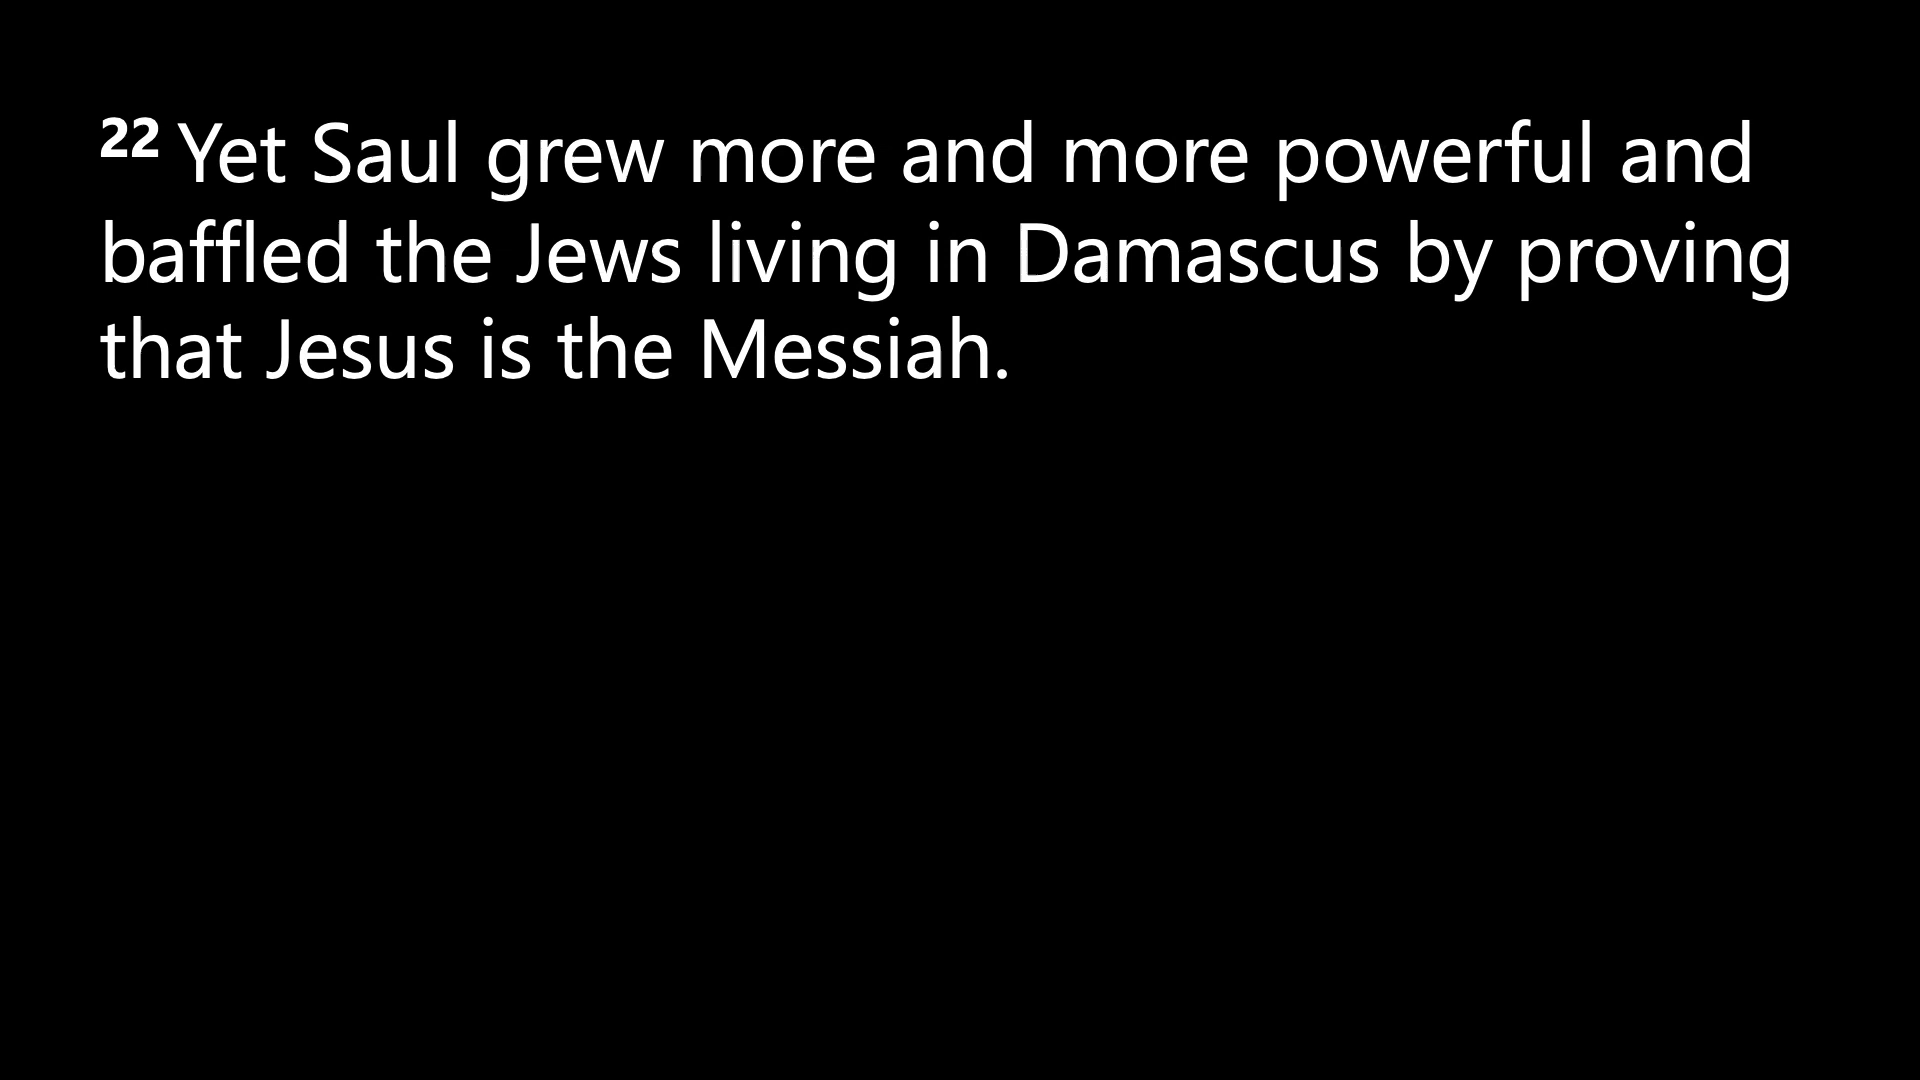 22 Yet Saul grew more and more powerful and
baffled the Jews living in Damascus by proving
that Jesus is the Messiah.